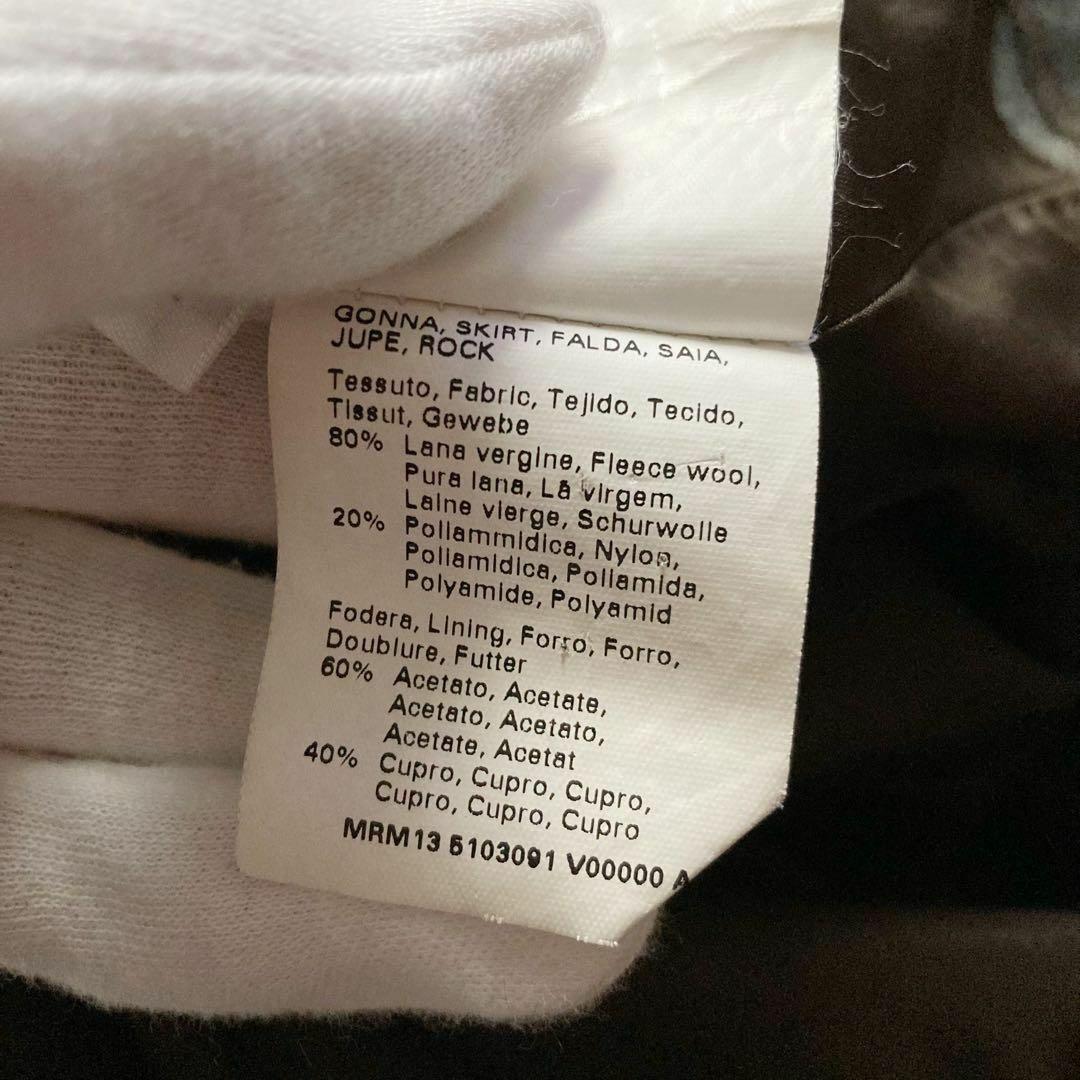 GONNA, SKIRT, FALDA, SAIA,
JUPE, ROCK
Tessuto, Fabric, Tejido, Tecido,
Tissut, Gewebe
80% Lana vergine, Fleece wool,
Pura lana, Lã virgem,
Laine vierge, Schurwolle
20% Poliammidica, Nylon,
Poliamidica, Poliamida,
Polyamide, Polyamid
Fodera, Lining, Forro, Forro,
Doublure, Futter
60% Acetato, Acetate,
Acetato, Acetato,
Acetate, Acetat
40% Cupro, Cupro, Cupro,
Cupro, Cupro, Cupro
MRM13 5103091 V00000 A